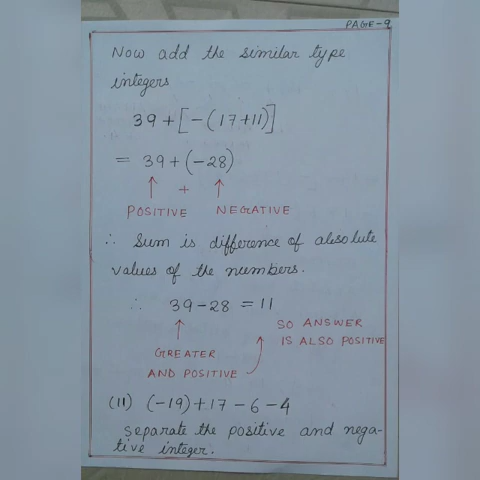 PAGE-9
Now add the similar type
integers
39+[-(17+11)]
= 39+(-28)
+
POSITIVE NEGATIVE
∴ Sum is difference of absolute
values of the numbers.
∴ 39-28 = 11
SO ANSWER
IS ALSO POSITIVE
GREATER
AND POSITIVE
(11) (-19)+17-6-4
Separate the positive and nega-
tive integer.